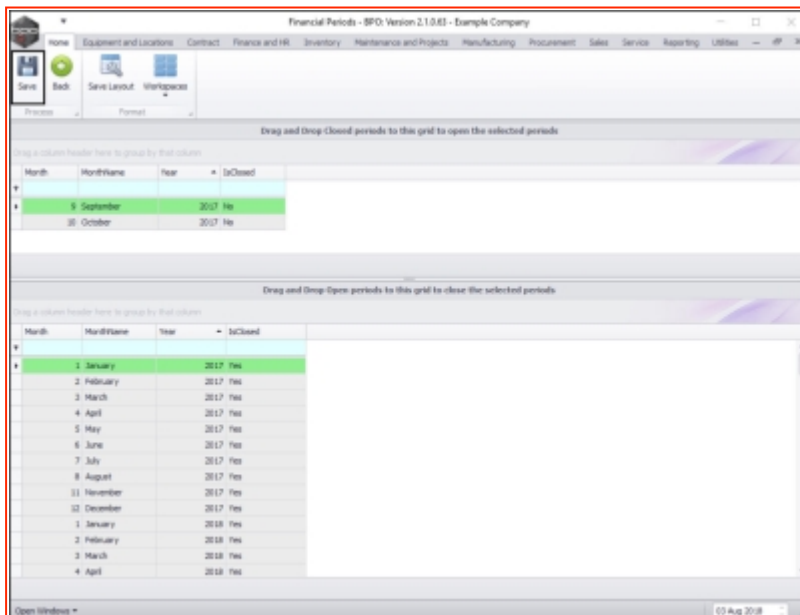 Financial Periods - BPO: Version 2.1.0.63 - Example Company
Home Equipment and Locations Contract Finance and HR Inventory Maintenance and Projects Manufacturing Procurement Sales Service Reporting Utilities
Save Back Save Layout Workspaces
Process Format
Drag and Drop Closed periods to this grid to open the selected periods
Drag a column header here to group by that column
Month MonthName Year IsClosed
9 September 2017 No
10 October 2017 No
Drag and Drop Open periods to this grid to close the selected periods
Drag a column header here to group by that column
Month MonthName Year IsClosed
1 January 2017 Yes
2 February 2017 Yes
3 March 2017 Yes
4 April 2017 Yes
5 May 2017 Yes
6 June 2017 Yes
7 July 2017 Yes
8 August 2017 Yes
11 November 2017 Yes
12 December 2017 Yes
1 January 2018 Yes
2 February 2018 Yes
3 March 2018 Yes
4 April 2018 Yes
Open Windows
03 Aug 2018